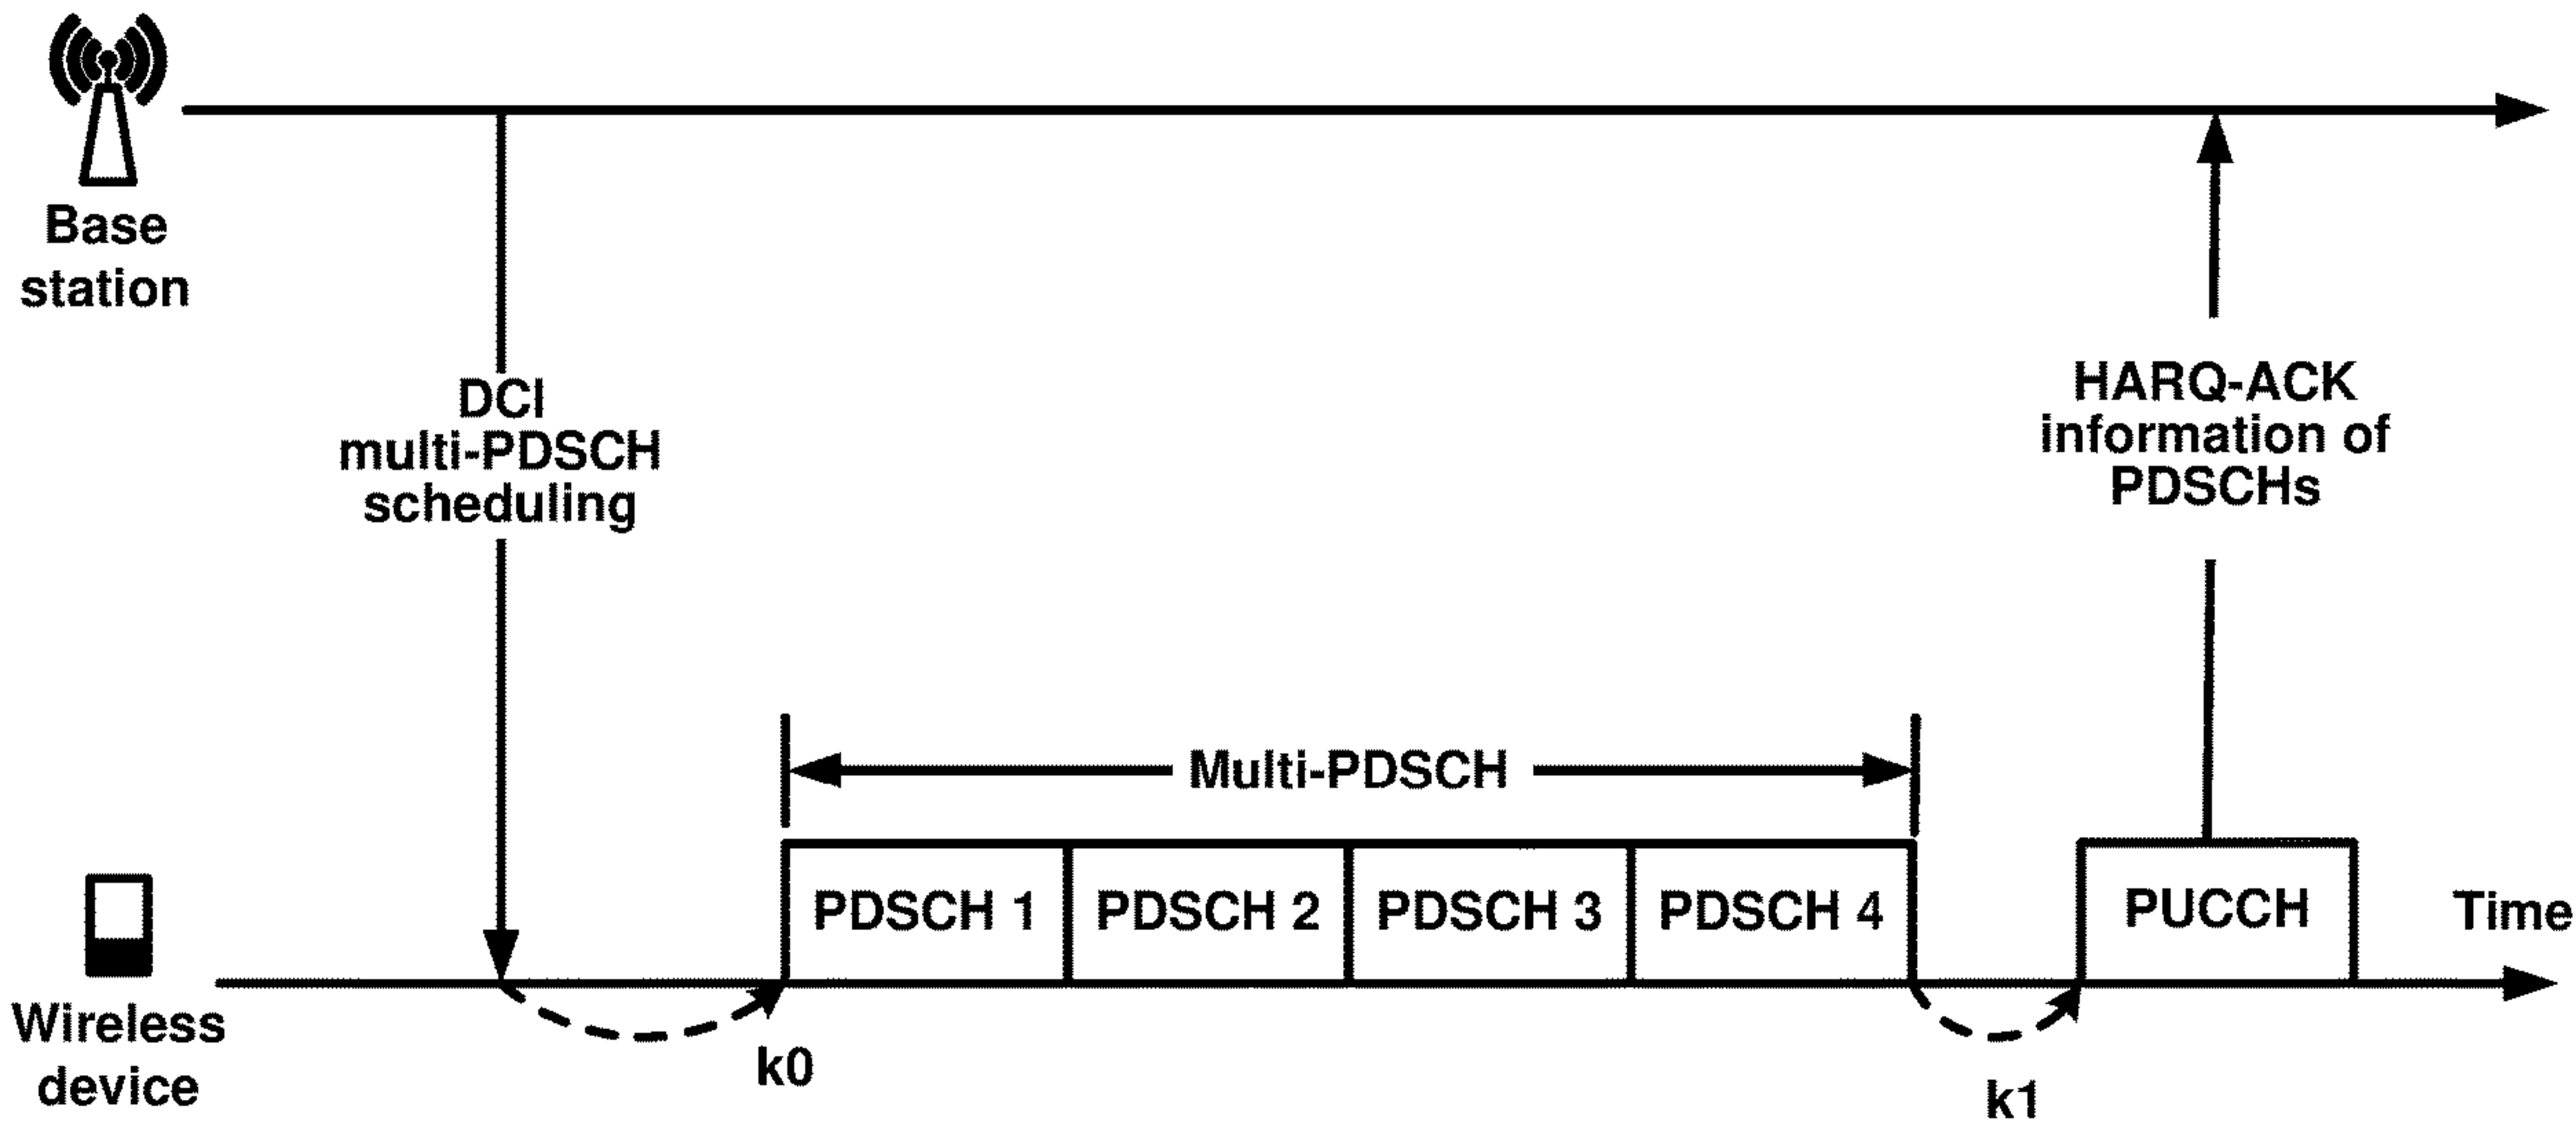 Base
station
DCI
multi-PDSCH
scheduling
HARQ-ACK
information of
PDSCHs
Multi-PDSCH
PDSCH 1
PDSCH 2
PDSCH 3
PDSCH 4
PUCCH
Time
Wireless
device
k0
k1